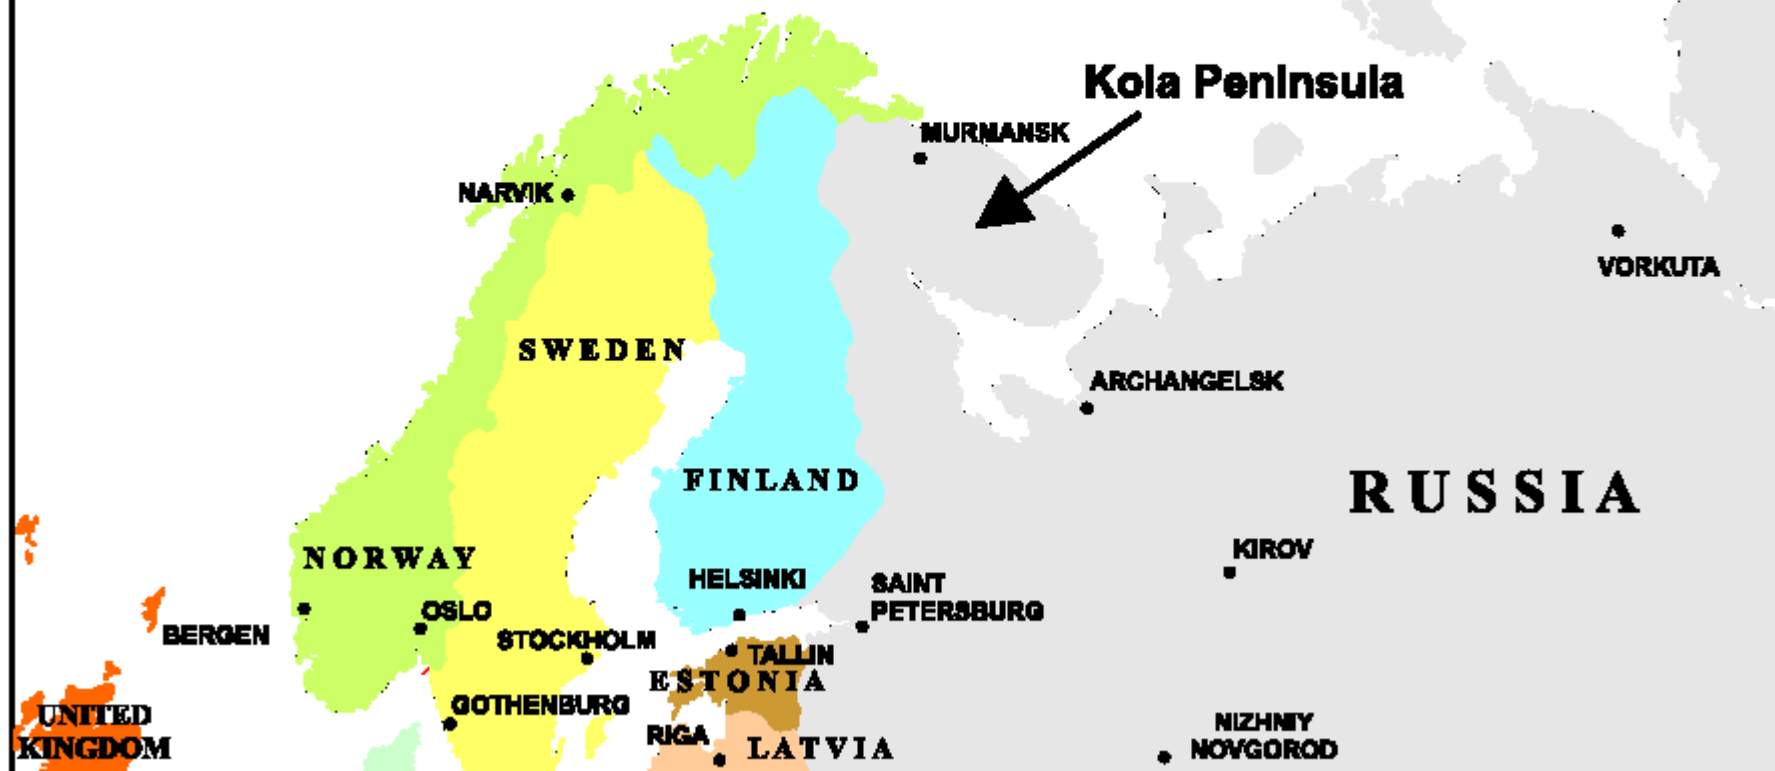 Kola Peninsula
MURMANSK
NARVIK
VORKUTA
SWEDEN
ARCHANGELSK
FINLAND
RUSSIA
NORWAY
KIROV
HELSINKI
SAINT
PETERSBURG
OSLO
BERGEN
STOCKHOLM
TALLIN
ESTONIA
GOTHENBURG
UNITED
KINGDOM
RIGA
LATVIA
NIZHNIY
NOVGOROD